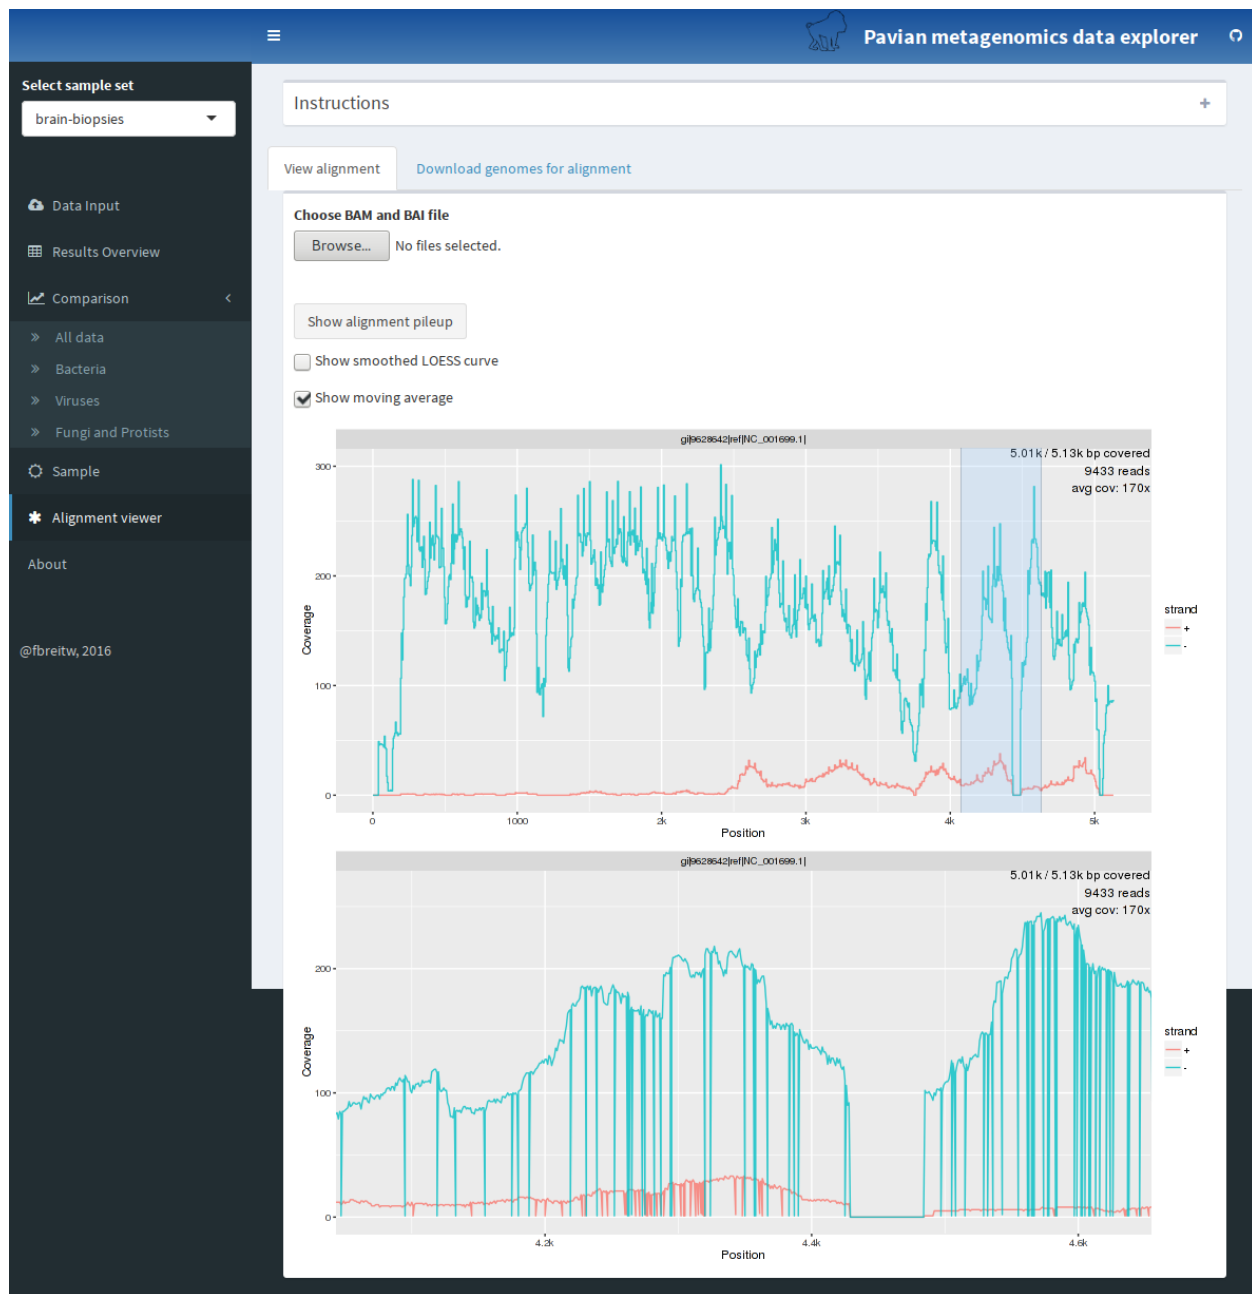 Pavian metagenomics data explorer
Select sample set
brain-biopsies
Data Input
Results Overview
Comparison
All data
Bacteria
Viruses
Fungi and Protists
Sample
Alignment viewer
About
@fbreitw, 2016
Instructions
View alignment
Download genomes for alignment
Choose BAM and BAI file
Browse... No files selected.
Show alignment pileup
Show smoothed LOESS curve
Show moving average
gi|9628642|ref|NC_001699.1|
5.01k / 5.13k bp covered
9433 reads
avg cov: 170x
300
200
100
0
Coverage
0 1000 2k 3k 4k 5k
Position
strand
+
-
gi|9628642|ref|NC_001699.1|
5.01k / 5.13k bp covered
9433 reads
avg cov: 170x
200
100
0
Coverage
4.2k 4.4k 4.6k
Position
strand
+
-